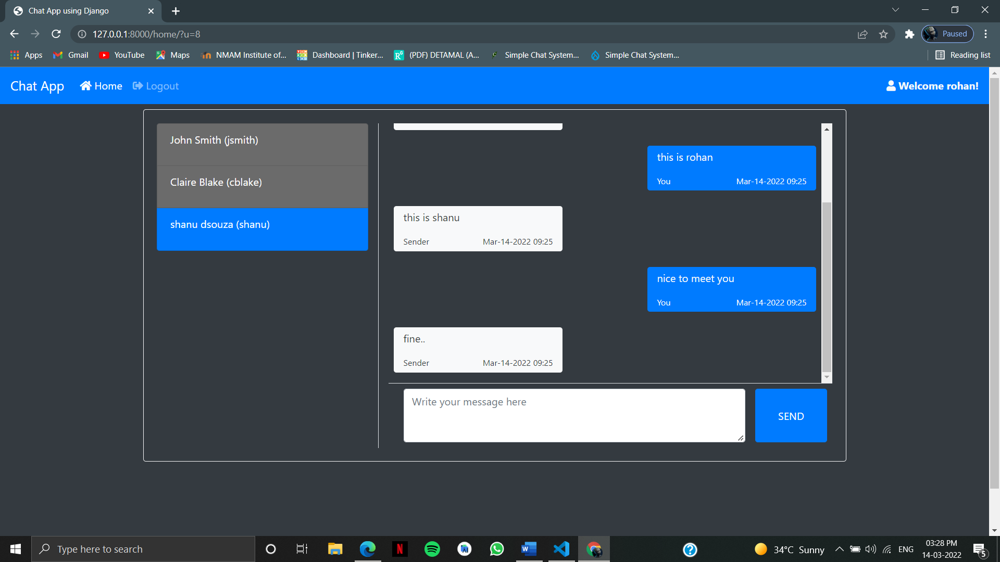 Chat App using Django
127.0.0.1:8000/home/?u=8
Paused
Apps
Gmail
YouTube
Maps
NMAM Institute of...
Dashboard | Tinker...
(PDF) DETAMAL (A...
Simple Chat System...
Simple Chat System...
Reading list
Chat App
Home
Logout
Welcome rohan!
John Smith (jsmith)
Claire Blake (cblake)
shanu dsouza (shanu)
this is rohan
You Mar-14-2022 09:25
this is shanu
Sender Mar-14-2022 09:25
nice to meet you
You Mar-14-2022 09:25
fine..
Sender Mar-14-2022 09:25
Write your message here
SEND
Type here to search
34°C Sunny
ENG
03:28 PM
14-03-2022
5